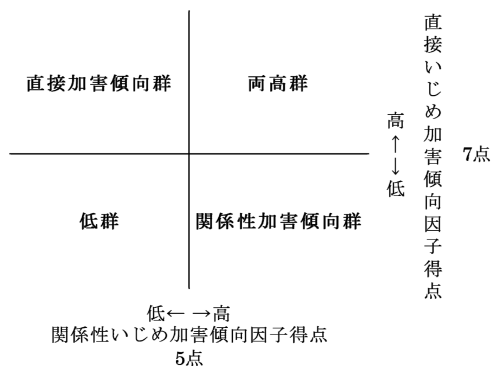 直接加害傾向群
両高群
低群
関係性加害傾向群
高
↑
↓
低
直接いじめ加害傾向因子得点
7点
低← →高
関係性いじめ加害傾向因子得点
5点